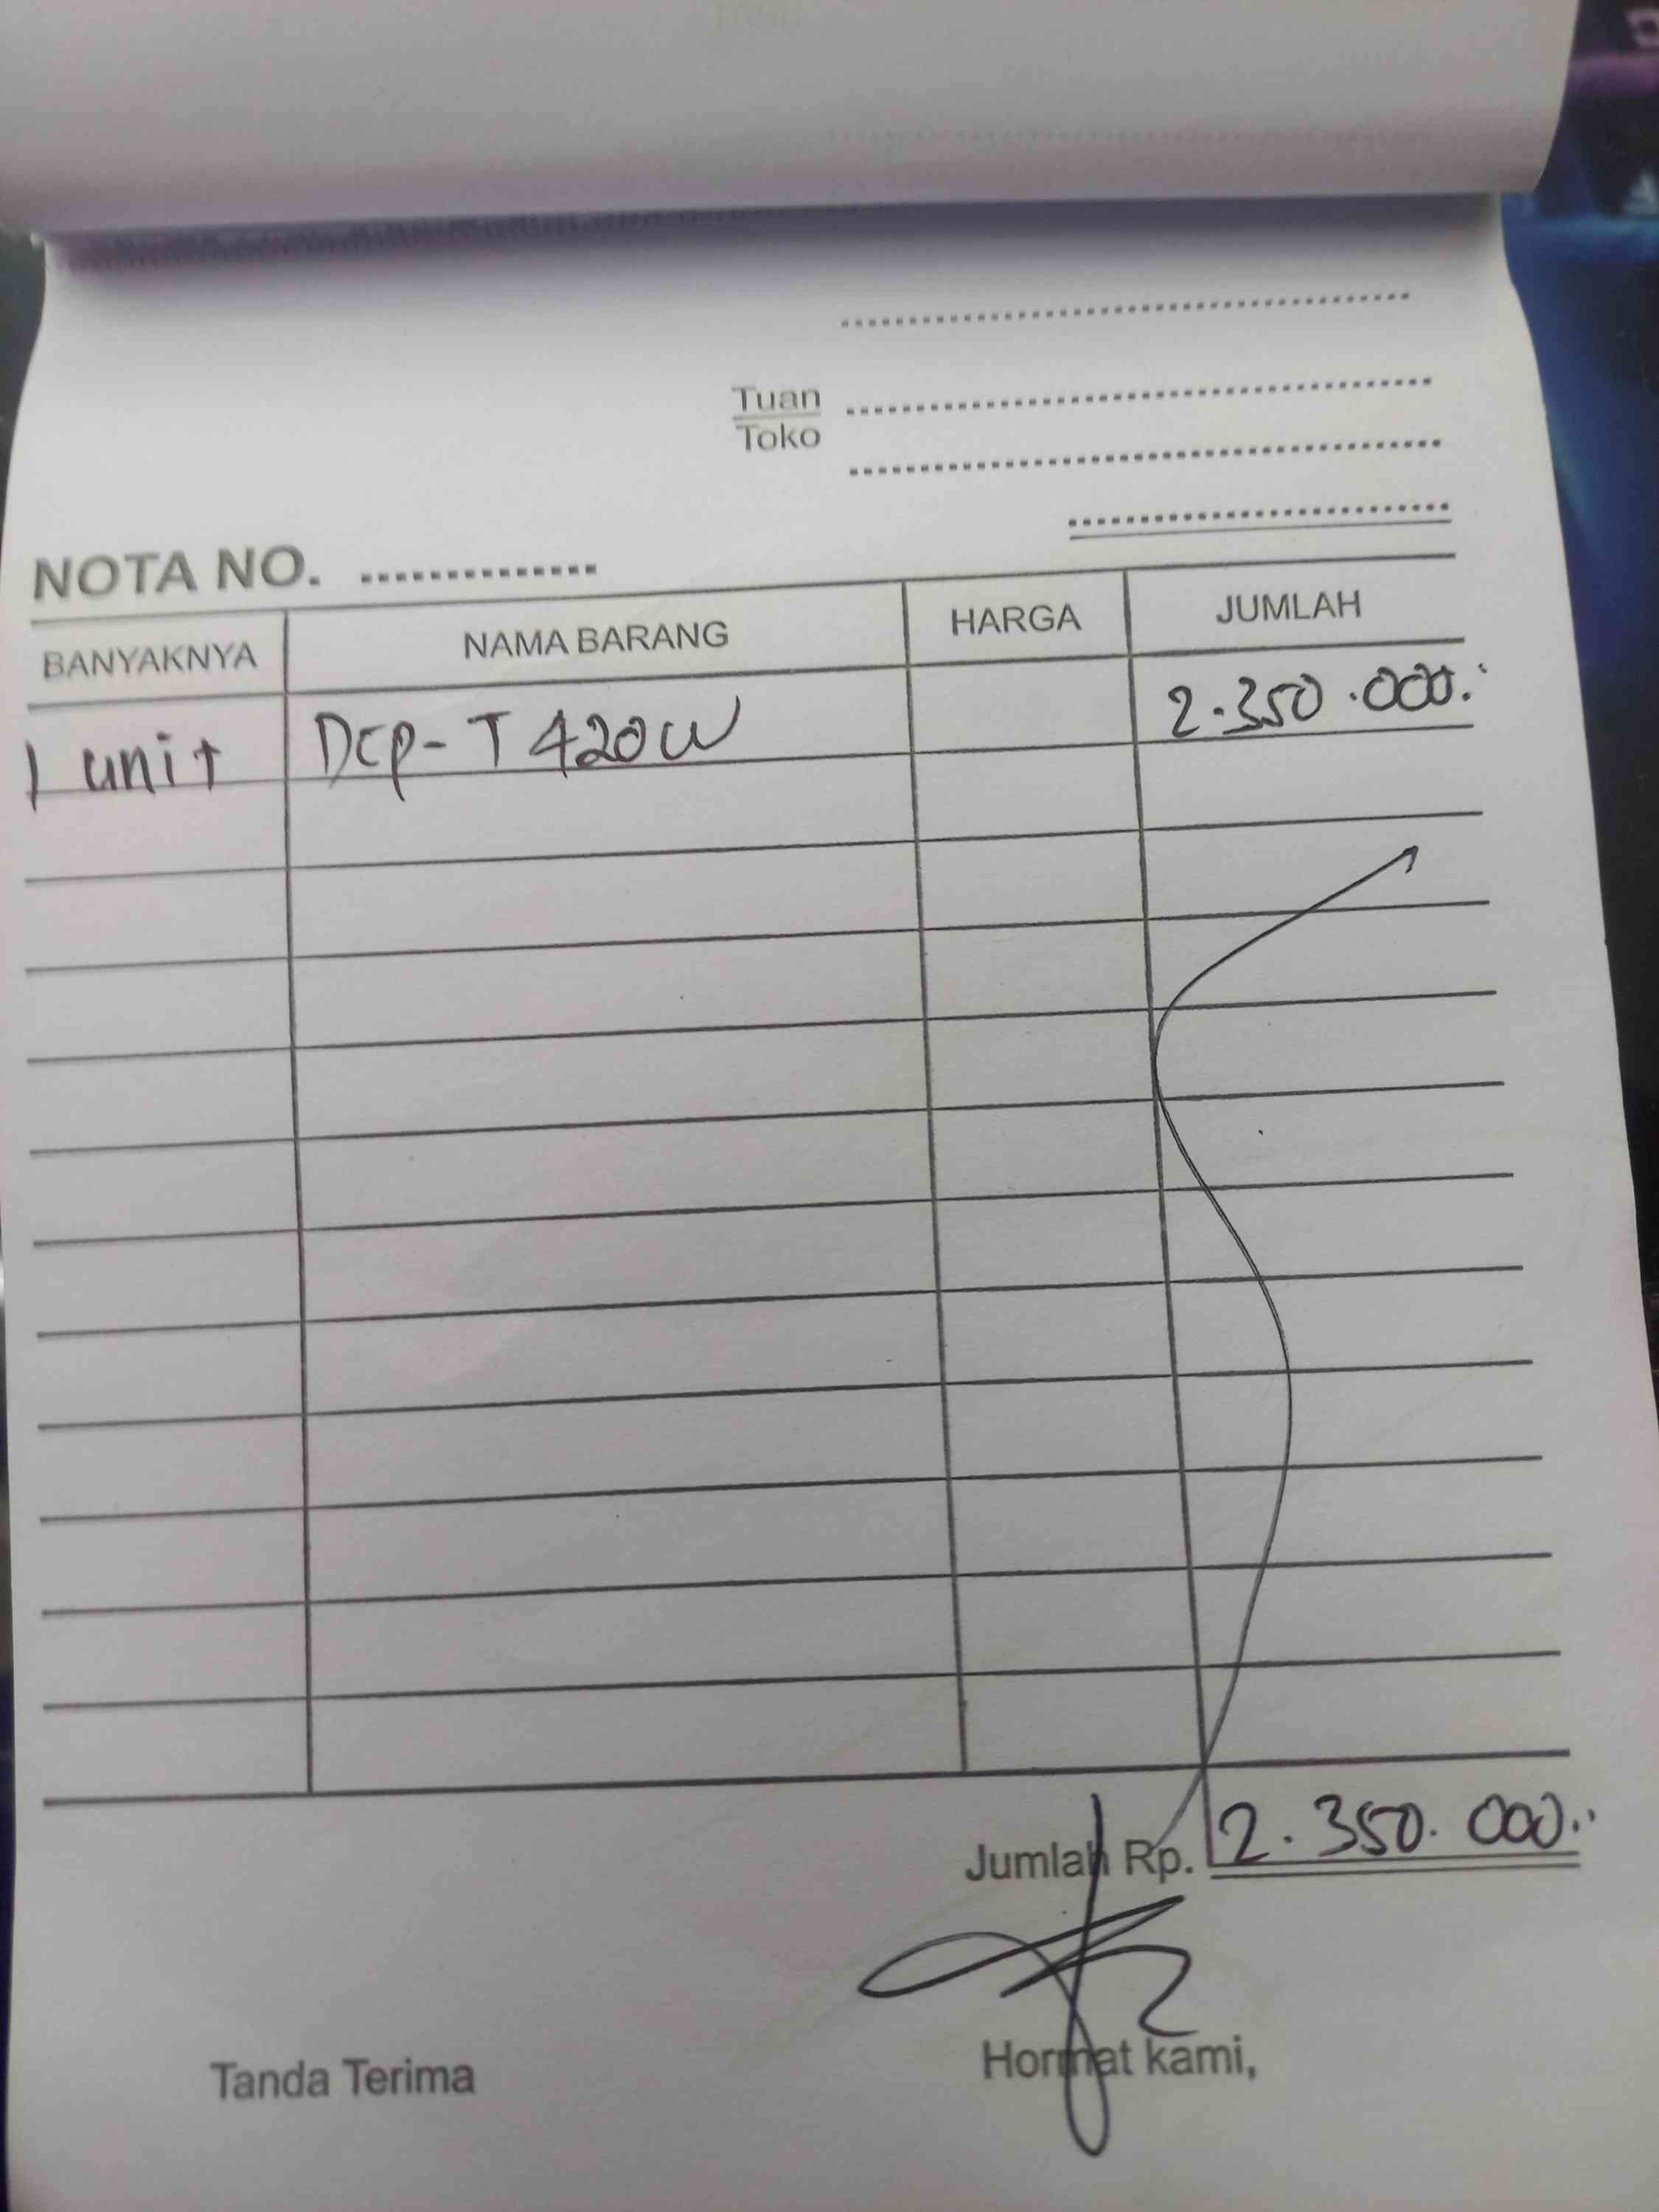 Tuan
Toko
NOTA NO. ..............
BANYAKNYA NAMA BARANG HARGA JUMLAH
1 unit DCP-T420W 2.350.000.-
Jumlah Rp. 2.350.000.-
Tanda Terima Hormat kami,